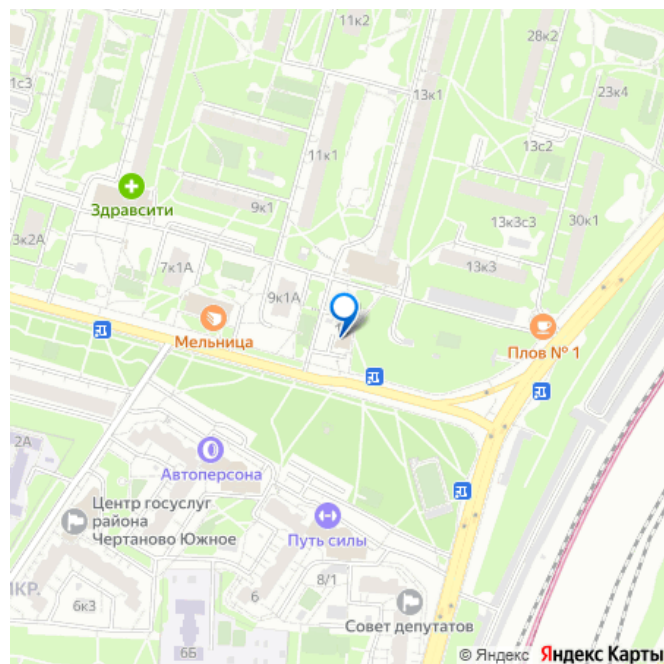 11к2
28к2
1с3
13к1
23к4
13с2
11к1
Здравсити
9к1
13к3с3
30к1
3к2А
7к1А
13к3
9к1А
Мельница
Плов № 1
2А
Автоперсона
Центр госуслуг
района
Чертаново Южное
Путь силы
МКР.
8/1
6к3
6
Совет депутатов
6Б
© Яндекс Яндекс Карты